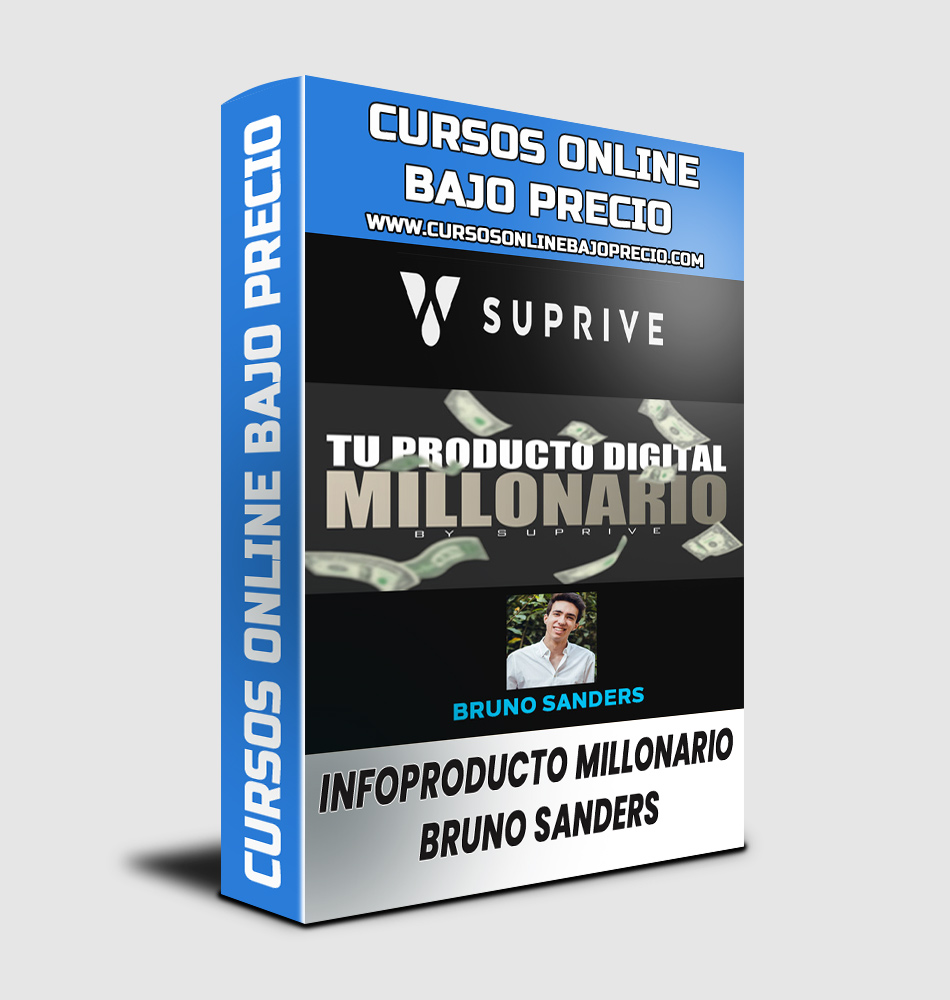 CURSOS ONLINE BAJO PRECIO
CURSOS ONLINE
BAJO PRECIO
WWW.CURSOSONLINEBAJOPRECIO.COM
SUPRIVE
TU PRODUCTO DIGITAL
MILLONARIO
BY SUPRIVE
BRUNO SANDERS
INFOPRODUCTO MILLONARIO
BRUNO SANDERS